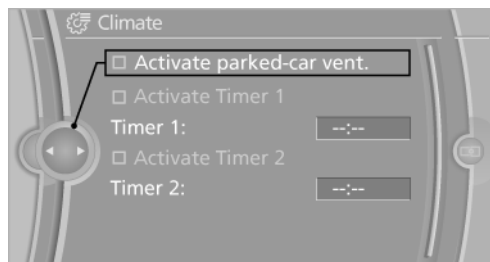 Climate
Activate parked-car vent.
Activate Timer 1
Timer 1: --:--
Activate Timer 2
Timer 2: --:--